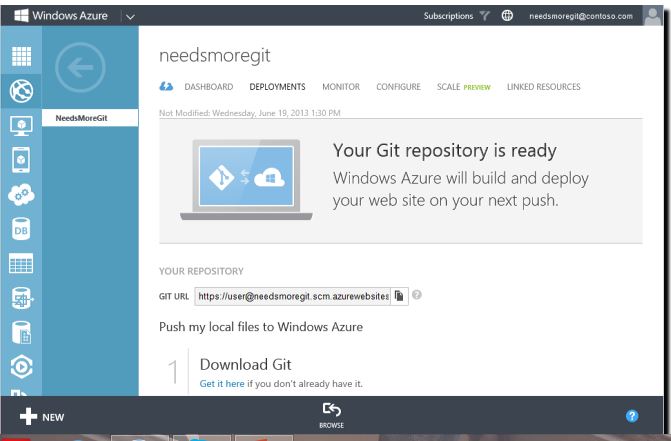 Windows Azure
Subscriptions
needsmoregit@contoso.com
needsmoregit
DASHBOARD DEPLOYMENTS MONITOR CONFIGURE SCALE PREVIEW LINKED RESOURCES
NeedsMoreGit
Not Modified: Wednesday, June 19, 2013 1:30 PM
Your Git repository is ready
Windows Azure will build and deploy
your web site on your next push.
DB
YOUR REPOSITORY
GIT URL https://user@needsmoregit.scm.azurewebsites
?
Push my local files to Windows Azure
1 Download Git
Get it here if you don't already have it.
NEW
BROWSE
?